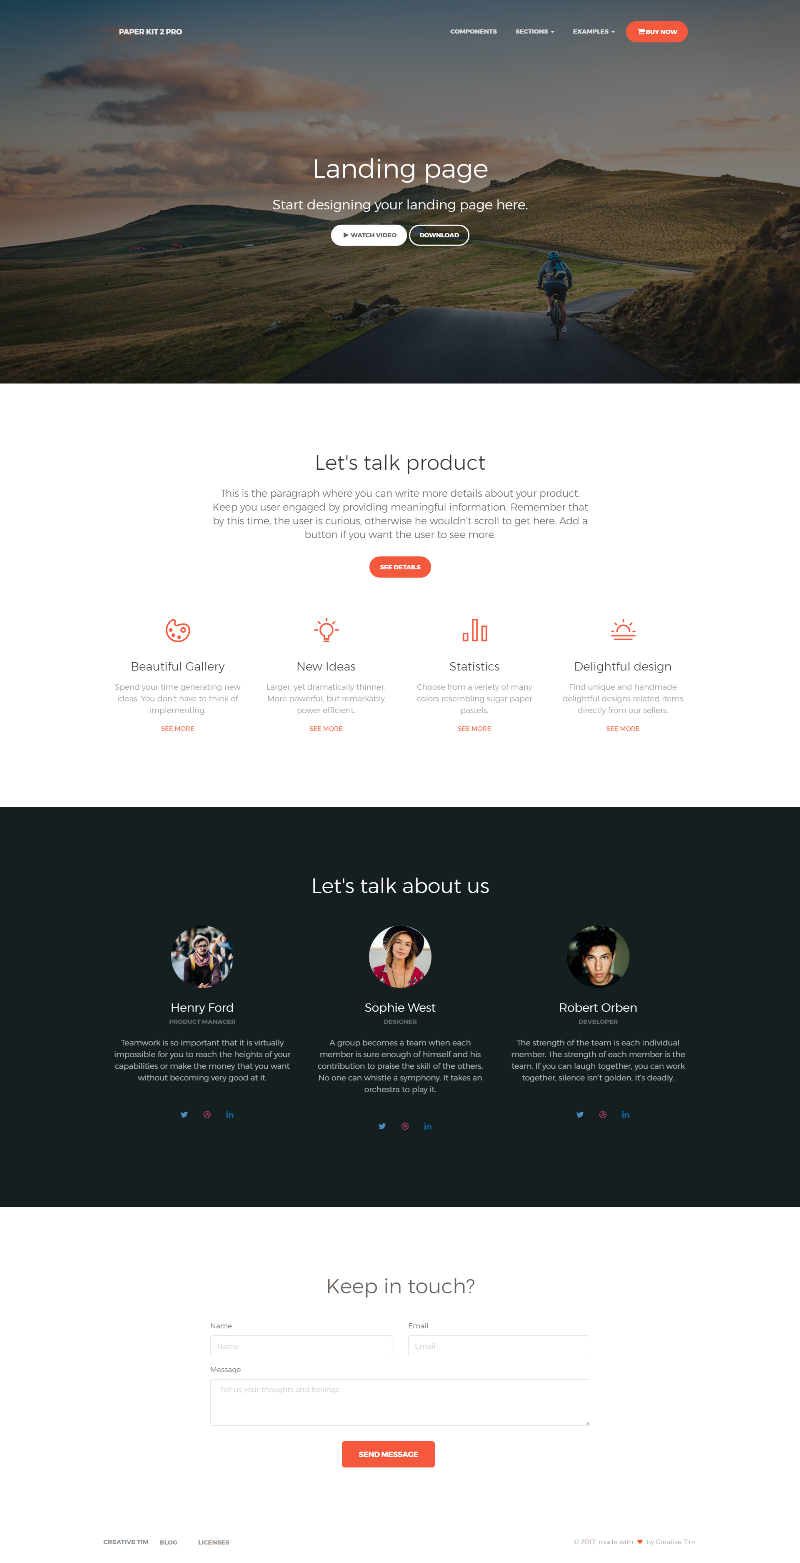 PAPER KIT 2 PRO
COMPONENTS
SECTIONS
EXAMPLES
BUY NOW
Landing page
Start designing your landing page here.
WATCH VIDEO
DOWNLOAD
Let's talk product
This is the paragraph where you can write more details about your product.
Keep you user engaged by providing meaningful information. Remember that
by this time, the user is curious, otherwise he wouldn't scroll to get here. Add a
button if you want the user to see more.
SEE DETAILS
Beautiful Gallery
Spend your time generating new
ideas. You don't have to think of
implementing.
SEE MORE
New Ideas
Larger, yet dramatically thinner.
More powerful, but remarkably
power efficient.
SEE MORE
Statistics
Choose from a veriety of many
colors resembling sugar paper
pastels.
SEE MORE
Delightful design
Find unique and handmade
delightful designs related items
directly from our sellers.
SEE MORE
Let's talk about us
Henry Ford
PRODUCT MANAGER
Teamwork is so important that it is virtually
impossible for you to reach the heights of your
capabilities or make the money that you want
without becoming very good at it.
Sophie West
DESIGNER
A group becomes a team when each
member is sure enough of himself and his
contribution to praise the skill of the others.
No one can whistle a symphony. It takes an
orchestra to play it.
Robert Orben
DEVELOPER
The strength of the team is each individual
member. The strength of each member is the
team. If you can laugh together, you can work
together, silence isn't golden, it's deadly.
Keep in touch?
Name
Email
Name
Email
Message
Tell us your thoughts and feelings...
SEND MESSAGE
CREATIVE TIM
BLOG
LICENSES
© 2017, made with by Creative Tim